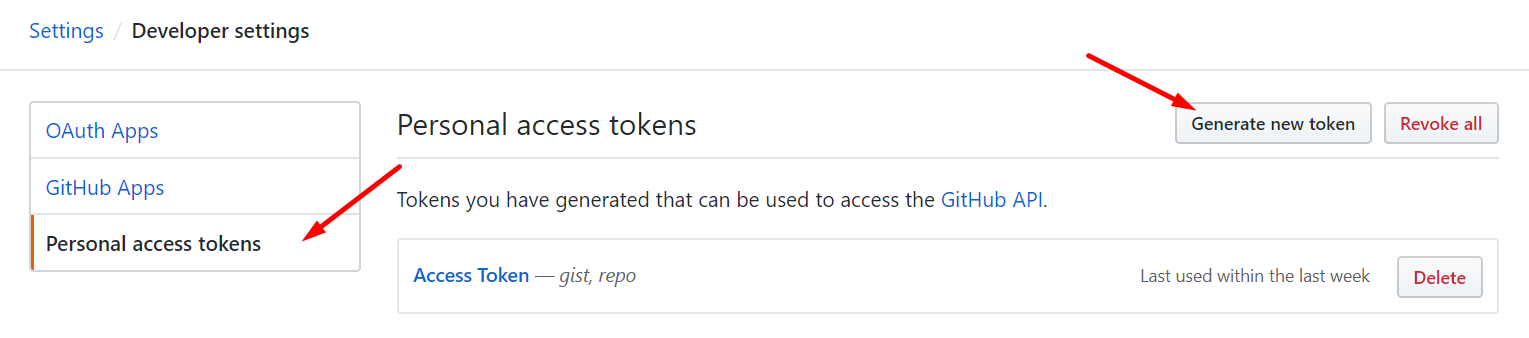 Settings / Developer settings
OAuth Apps
GitHub Apps
Personal access tokens
Personal access tokens
Generate new token
Revoke all
Tokens you have generated that can be used to access the GitHub API.
Access Token — gist, repo
Last used within the last week
Delete